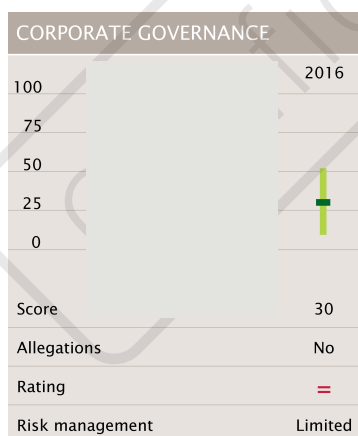 CORPORATE GOVERNANCE
2016
100
75
50
25
0
Score 30
Allegations No
Rating =
Risk management Limited